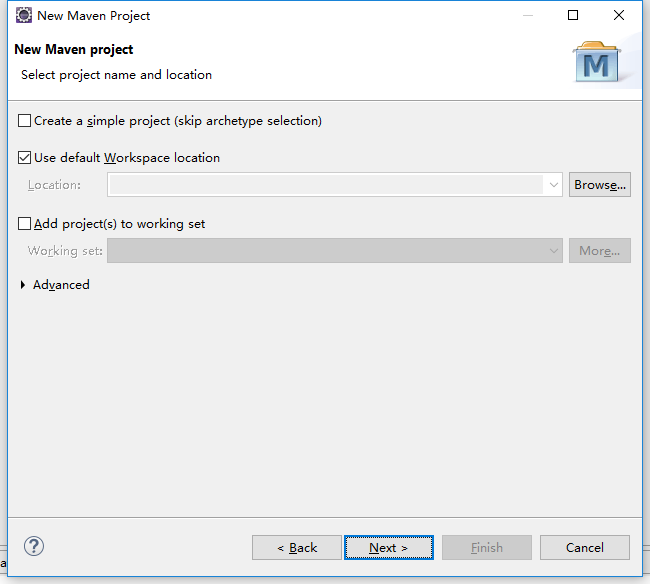 New Maven Project
New Maven project
Select project name and location
M
Create a simple project (skip archetype selection)
Use default Workspace location
Location:
Browse...
Add project(s) to working set
Working set:
More...
Advanced
?
< Back
Next >
Finish
Cancel
a